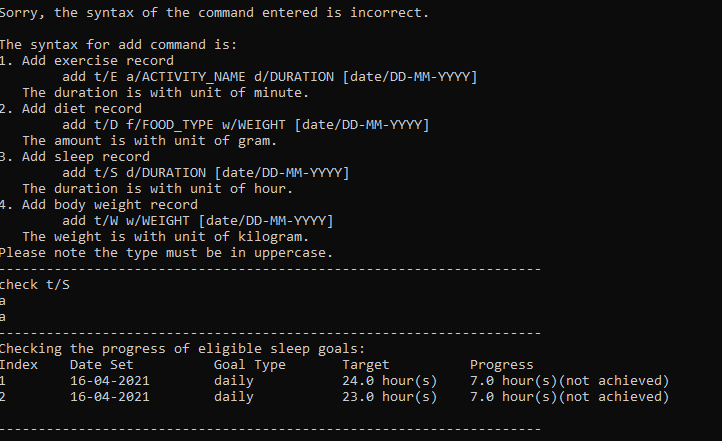 Sorry, the syntax of the command entered is incorrect.
The syntax for add command is:
1. Add exercise record
add t/E a/ACTIVITY_NAME d/DURATION [date/DD-MM-YYYY]
The duration is with unit of minute.
2. Add diet record
add t/D f/FOOD_TYPE w/WEIGHT [date/DD-MM-YYYY]
The amount is with unit of gram.
3. Add sleep record
add t/S d/DURATION [date/DD-MM-YYYY]
The duration is with unit of hour.
4. Add body weight record
add t/W w/WEIGHT [date/DD-MM-YYYY]
The weight is with unit of kilogram.
Please note the type must be in uppercase.
--------------------------------------------------------------------
check t/S
a
a
--------------------------------------------------------------------
Checking the progress of eligible sleep goals:
Index Date Set Goal Type Target Progress
1 16-04-2021 daily 24.0 hour(s) 7.0 hour(s)(not achieved)
2 16-04-2021 daily 23.0 hour(s) 7.0 hour(s)(not achieved)
--------------------------------------------------------------------